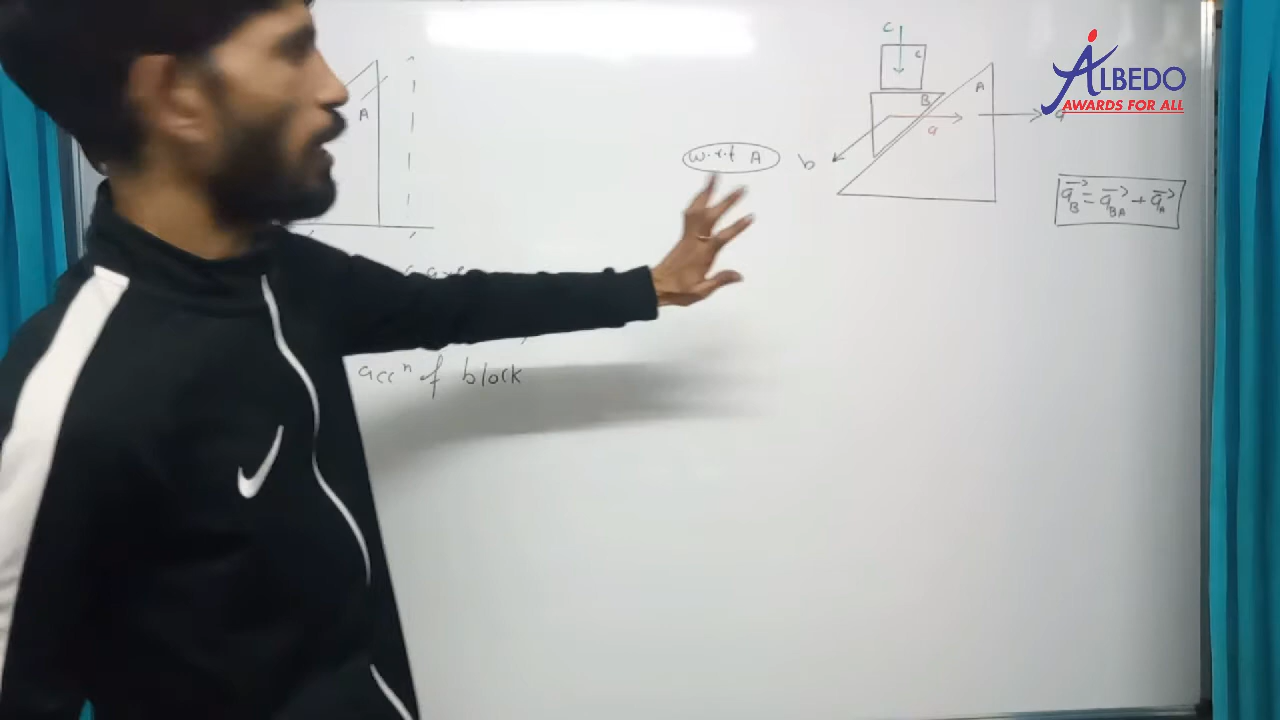 ALBEDO
AWARDS FOR ALL
C
C
B
A
A
a
a
w.r.t A
b
a⃗_B = a⃗_BA + a⃗_A
accⁿ of block